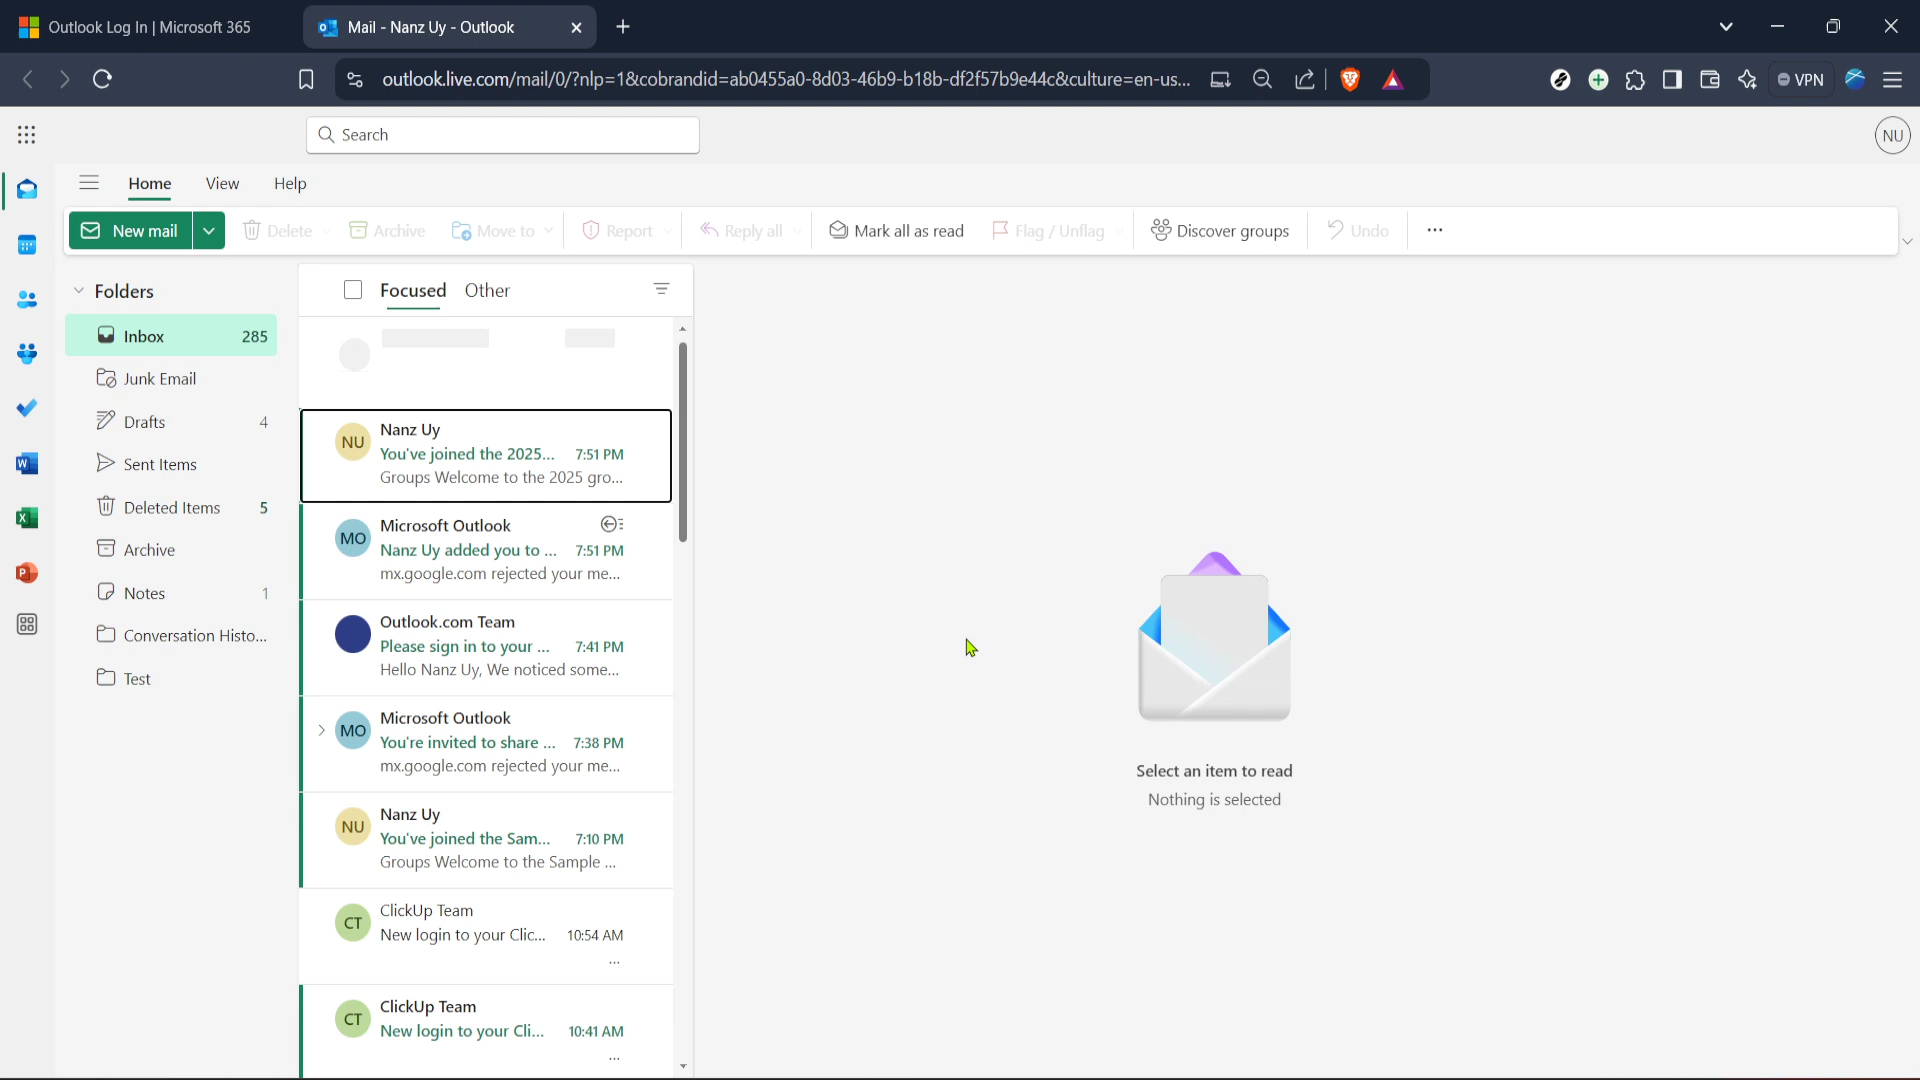 Outlook Log In | Microsoft 365
Mail - Nanz Uy - Outlook
outlook.live.com/mail/0/?nlp=1&cobrandid=ab0455a0-8d03-46b9-b18b-df2f57b9e44c&culture=en-us...
VPN
Search
NU
Home View Help
New mail Delete Archive Move to Report Reply all Mark all as read Flag / Unflag Discover groups Undo ...
Folders
Inbox 285
Junk Email
Drafts 4
Sent Items
Deleted Items 5
Archive
Notes 1
Conversation Histo...
Test
Focused Other
NU
Nanz Uy
You've joined the 2025... 7:51 PM
Groups Welcome to the 2025 gro...
MO
Microsoft Outlook
Nanz Uy added you to ... 7:51 PM
mx.google.com rejected your me...
Outlook.com Team
Please sign in to your ... 7:41 PM
Hello Nanz Uy, We noticed some...
MO
Microsoft Outlook
You're invited to share ... 7:38 PM
mx.google.com rejected your me...
NU
Nanz Uy
You've joined the Sam... 7:10 PM
Groups Welcome to the Sample ...
CT
ClickUp Team
New login to your Clic... 10:54 AM
...
CT
ClickUp Team
New login to your Cli... 10:41 AM
...
Select an item to read
Nothing is selected